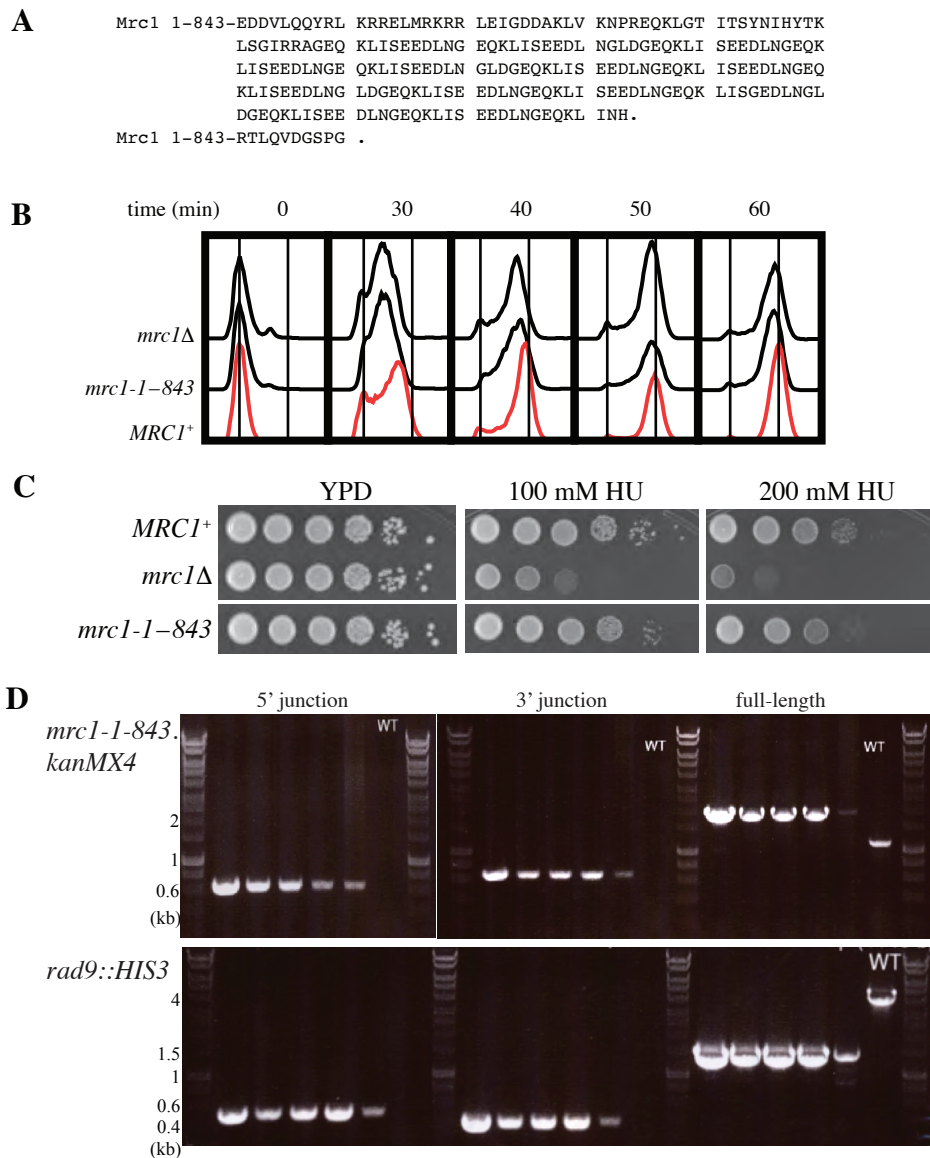 A
Mrc1 1-843-EDDVLQQYRL KRRELMRKRR LEIGDDAKLV KNPREQKLGT ITSYNIHYTK
LSGIRRAGEQ KLISEEDLNG EQKLISEEDL NGLDGEQKLI SEEDLNGEQK
LISEEDLNGE QKLISEEDLN GLDGEQKLIS EEDLNGEQKL ISEEDLNGEQ
KLISEEDLNG LDGEQKLISE EDLNGEQKLI SEEDLNGEQK LISGEDLNGL
DGEQKLISEE DLNGEQKLIS EEDLNGEQKL INH.
Mrc1 1-843-RTLQVDGSPG .
B
time (min) 0 30 40 50 60
mrc1Δ
mrc1-1–843
MRC1+
C
YPD 100 mM HU 200 mM HU
MRC1+
mrc1Δ
mrc1-1–843
D
5’ junction 3’ junction full-length
mrc1-1-843.
kanMX4
WT WT WT
2
1
0.6
(kb)
rad9::HIS3
WT
4
1.5
1
0.6
0.4
(kb)